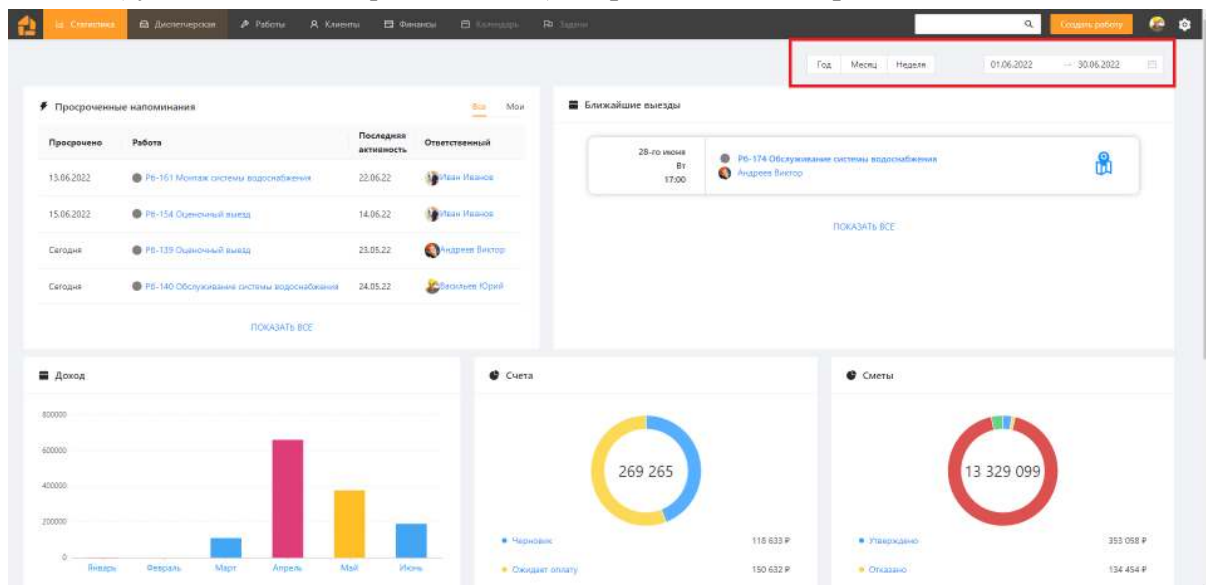 Статистика Диспетчерская Работы Клиенты Финансы Календарь Задачи Создать работу
Год Месяц Неделя 01.06.2022 30.06.2022
Просроченные напоминания Все Мои
Просрочено Работа Последняя активность Ответственный
13.06.2022 Рб-161 Монтаж системы водоснабжения 22.06.22 Иван Иванов
15.06.2022 Рб-154 Оценочный выезд 14.06.22 Иван Иванов
Сегодня Рб-139 Оценочный выезд 23.05.22 Андреев Виктор
Сегодня Рб-140 Обслуживание системы водоснабжения 24.05.22 Васильев Юрий
ПОКАЗАТЬ ВСЕ
Ближайшие выезды
28-го июня
Вт
17:00
Рб-174 Обслуживание системы водоснабжения
Андреев Виктор
ПОКАЗАТЬ ВСЕ
Доход
800000
600000
400000
200000
0
Январь Февраль Март Апрель Май Июнь
Счета
269 265
Черновик 118 633 ₽
Ожидает оплату 150 632 ₽
Сметы
13 329 099
Утверждено 353 058 ₽
Отказано 134 454 ₽